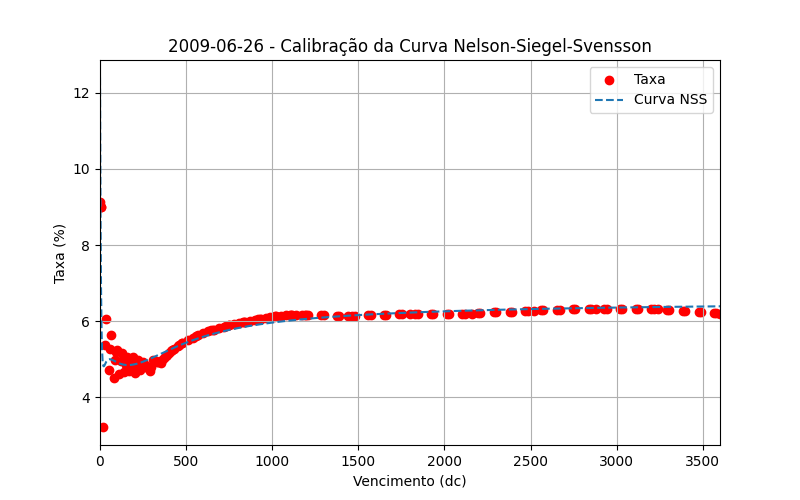 2009-06-26 - Calibração da Curva Nelson-Siegel-Svensson
Taxa
Curva NSS
Taxa (%)
12
10
8
6
4
0
500
1000
1500
2000
2500
3000
3500
Vencimento (dc)